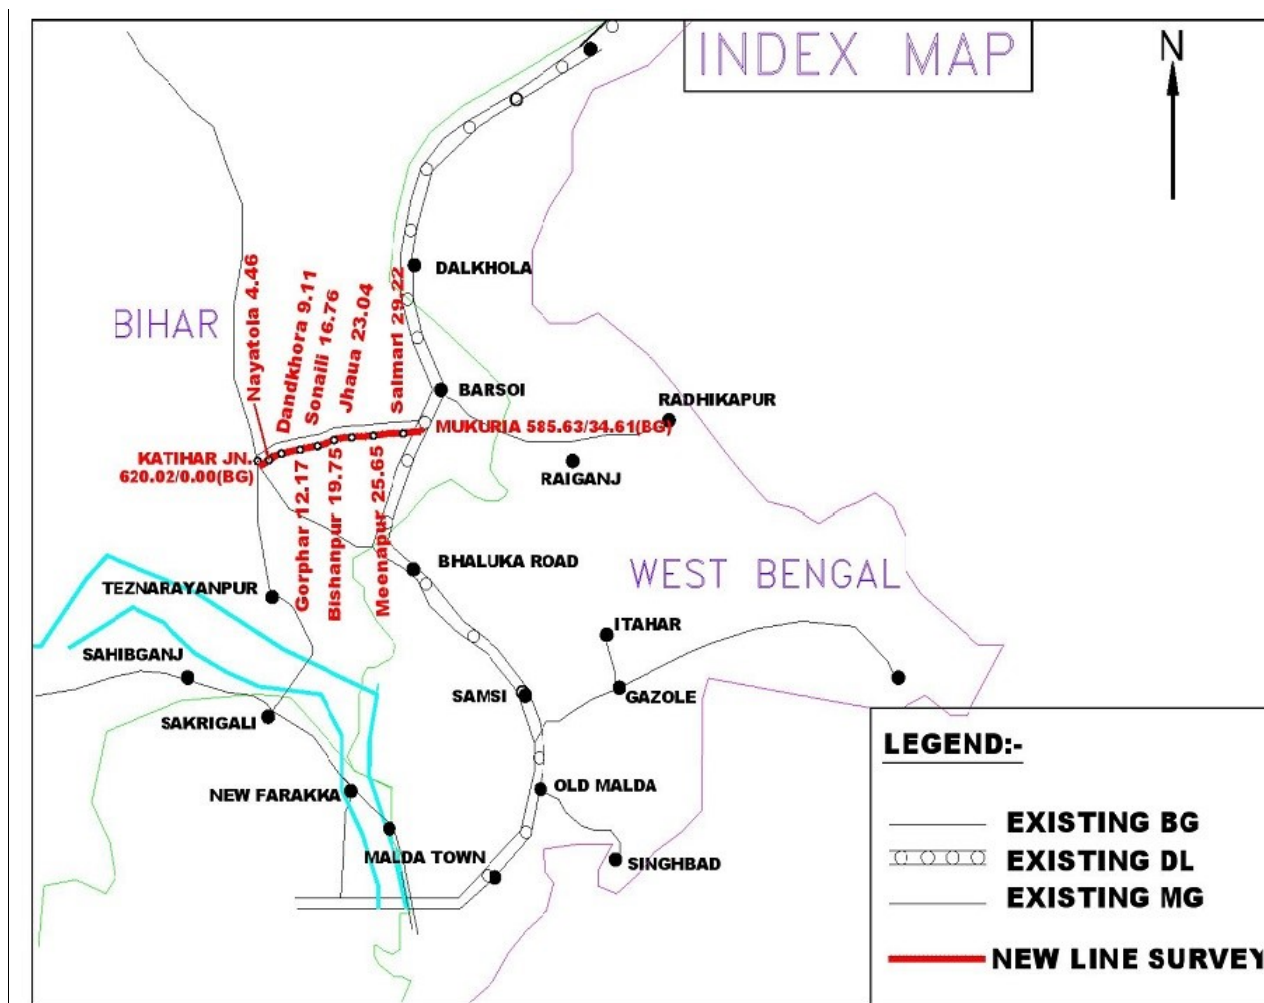 INDEX MAP
N
DALKHOLA
BIHAR
Nayatola 4.46
Dandkhora 9.11
Sonaili 16.76
Jhaua 23.04
Salmari 29.22
BARSOI
RADHIKAPUR
MUKURIA 585.63/34.61(BG)
KATIHAR JN.
620.02/0.00(BG)
RAIGANJ
Gorphar 12.17
Bishanpur 19.75
Meenapur 25.65
BHALUKA ROAD
WEST BENGAL
TEZNARAYANPUR
ITAHAR
SAHIBGANJ
SAMSI
GAZOLE
SAKRIGALI
NEW FARAKKA
OLD MALDA
MALDA TOWN
SINGHBAD
LEGEND:-
EXISTING BG
EXISTING DL
EXISTING MG
NEW LINE SURVEY